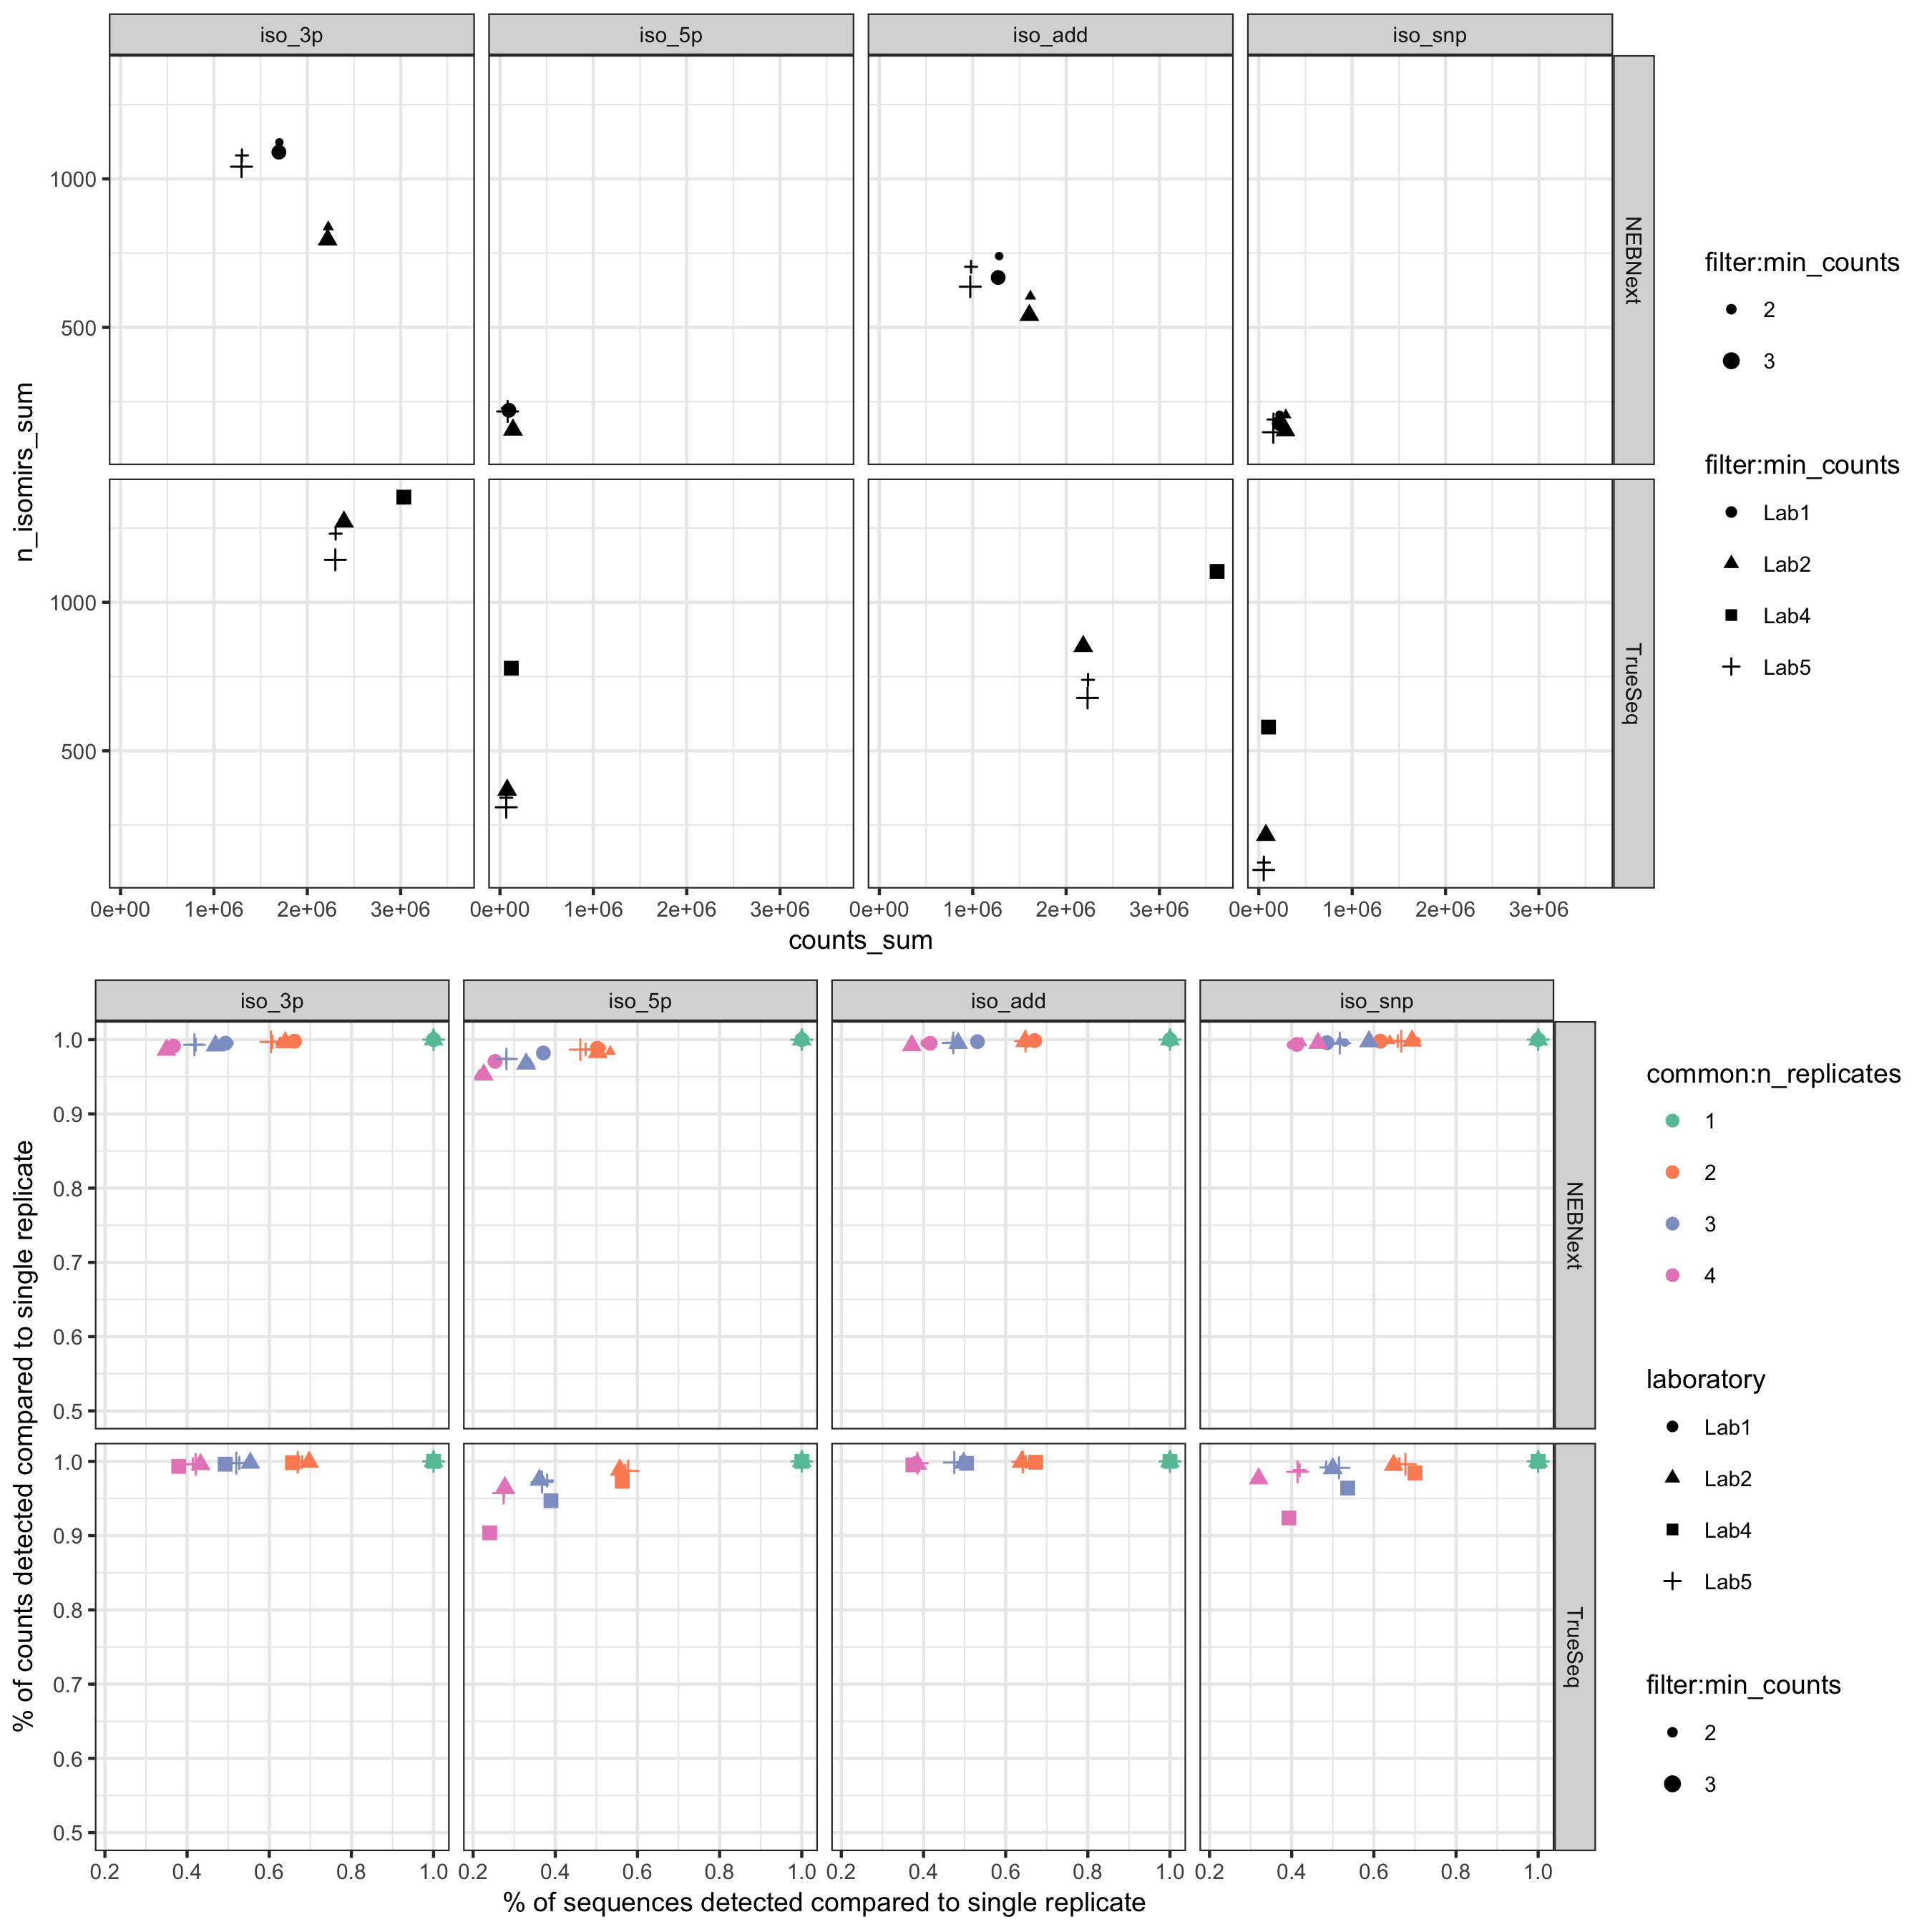 iso_3p iso_5p iso_add iso_snp
1000
500
NEBNext
1000
500
TrueSeq
0e+00 1e+06 2e+06 3e+06 0e+00 1e+06 2e+06 3e+06 0e+00 1e+06 2e+06 3e+06 0e+00 1e+06 2e+06 3e+06
counts_sum
n_isomirs_sum
filter:min_counts
2
3
filter:min_counts
Lab1
Lab2
Lab4
Lab5
iso_3p iso_5p iso_add iso_snp
1.0
0.9
0.8
0.7
0.6
0.5
NEBNext
1.0
0.9
0.8
0.7
0.6
0.5
TrueSeq
0.2 0.4 0.6 0.8 1.0 0.2 0.4 0.6 0.8 1.0 0.2 0.4 0.6 0.8 1.0 0.2 0.4 0.6 0.8 1.0
% of sequences detected compared to single replicate
% of counts detected compared to single replicate
common:n_replicates
1
2
3
4
laboratory
Lab1
Lab2
Lab4
Lab5
filter:min_counts
2
3